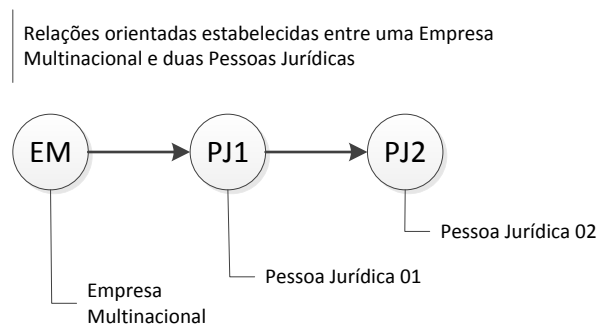 Relações orientadas estabelecidas entre uma Empresa
Multinacional e duas Pessoas Jurídicas
EM
PJ1
PJ2
Pessoa Jurídica 02
Pessoa Jurídica 01
Empresa
Multinacional